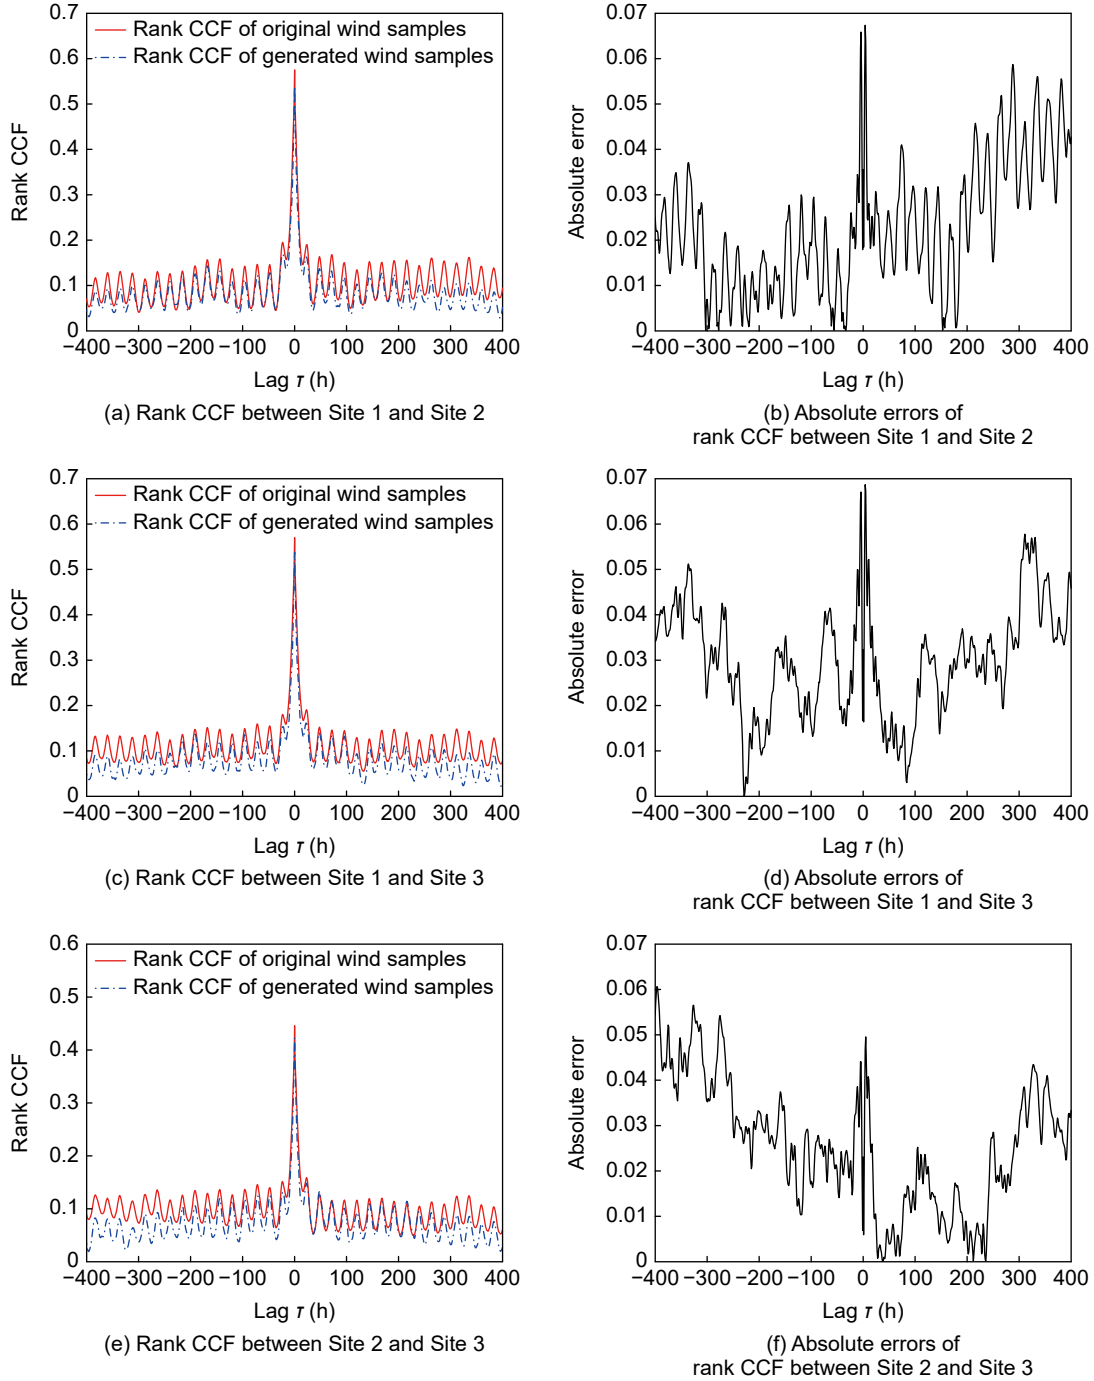 0.7
0.6
0.5
0.4
0.3
0.2
0.1
0
Rank CCF
Rank CCF of original wind samples
Rank CCF of generated wind samples
−400 −300 −200 −100 0 100 200 300 400
Lag τ (h)
(a) Rank CCF between Site 1 and Site 2
0.07
0.06
0.05
0.04
0.03
0.02
0.01
0
Absolute error
−400 −300 −200 −100 0 100 200 300 400
Lag τ (h)
(b) Absolute errors of
rank CCF between Site 1 and Site 2
0.7
0.6
0.5
0.4
0.3
0.2
0.1
0
Rank CCF
Rank CCF of original wind samples
Rank CCF of generated wind samples
−400 −300 −200 −100 0 100 200 300 400
Lag τ (h)
(c) Rank CCF between Site 1 and Site 3
0.07
0.06
0.05
0.04
0.03
0.02
0.01
0
Absolute error
−400 −300 −200 −100 0 100 200 300 400
Lag τ (h)
(d) Absolute errors of
rank CCF between Site 1 and Site 3
0.6
0.5
0.4
0.3
0.2
0.1
0
Rank CCF
Rank CCF of original wind samples
Rank CCF of generated wind samples
−400 −300 −200 −100 0 100 200 300 400
Lag τ (h)
(e) Rank CCF between Site 2 and Site 3
0.07
0.06
0.05
0.04
0.03
0.02
0.01
0
Absolute error
−400 −300 −200 −100 0 100 200 300 400
Lag τ (h)
(f) Absolute errors of
rank CCF between Site 2 and Site 3